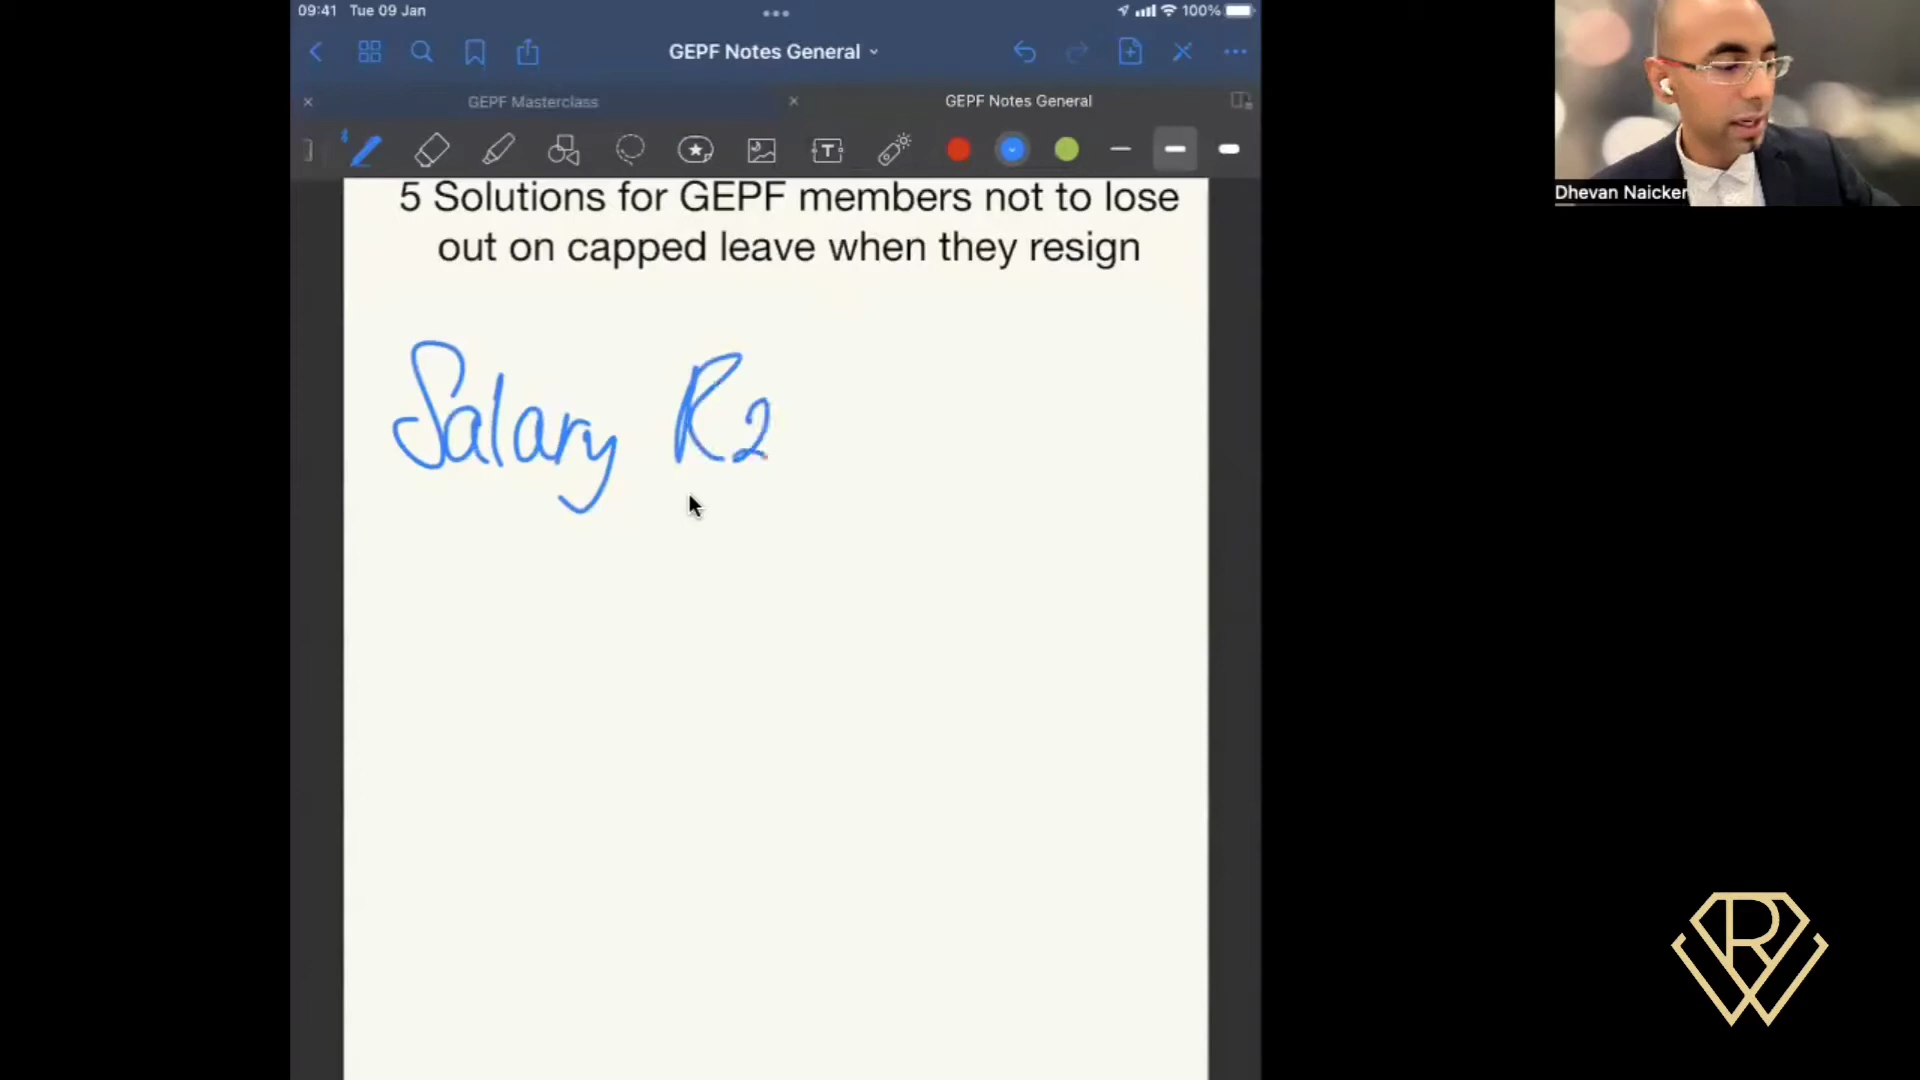 09:41 Tue 09 Jan
100%
GEPF Notes General
GEPF Masterclass
GEPF Notes General
T
5 Solutions for GEPF members not to lose
out on capped leave when they resign
Salary R2
Dhevan Naicker
RW